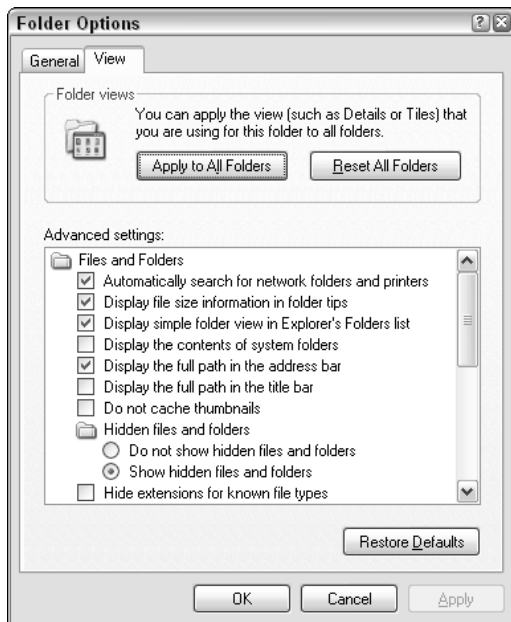 Folder Options
General View
Folder views
You can apply the view (such as Details or Tiles) that
you are using for this folder to all folders.
Apply to All Folders Reset All Folders
Advanced settings:
Files and Folders
Automatically search for network folders and printers
Display file size information in folder tips
Display simple folder view in Explorer's Folders list
Display the contents of system folders
Display the full path in the address bar
Display the full path in the title bar
Do not cache thumbnails
Hidden files and folders
Do not show hidden files and folders
Show hidden files and folders
Hide extensions for known file types
Restore Defaults
OK Cancel Apply